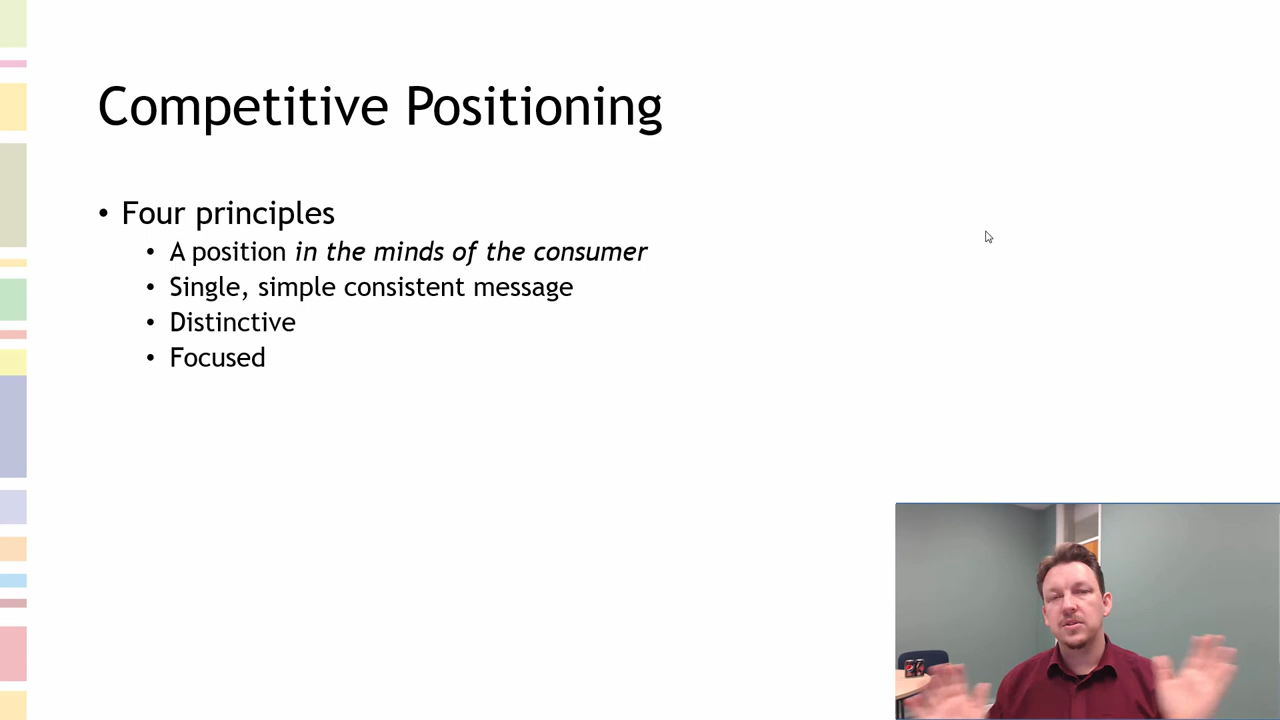 Competitive Positioning
• Four principles
• A position in the minds of the consumer
• Single, simple consistent message
• Distinctive
• Focused